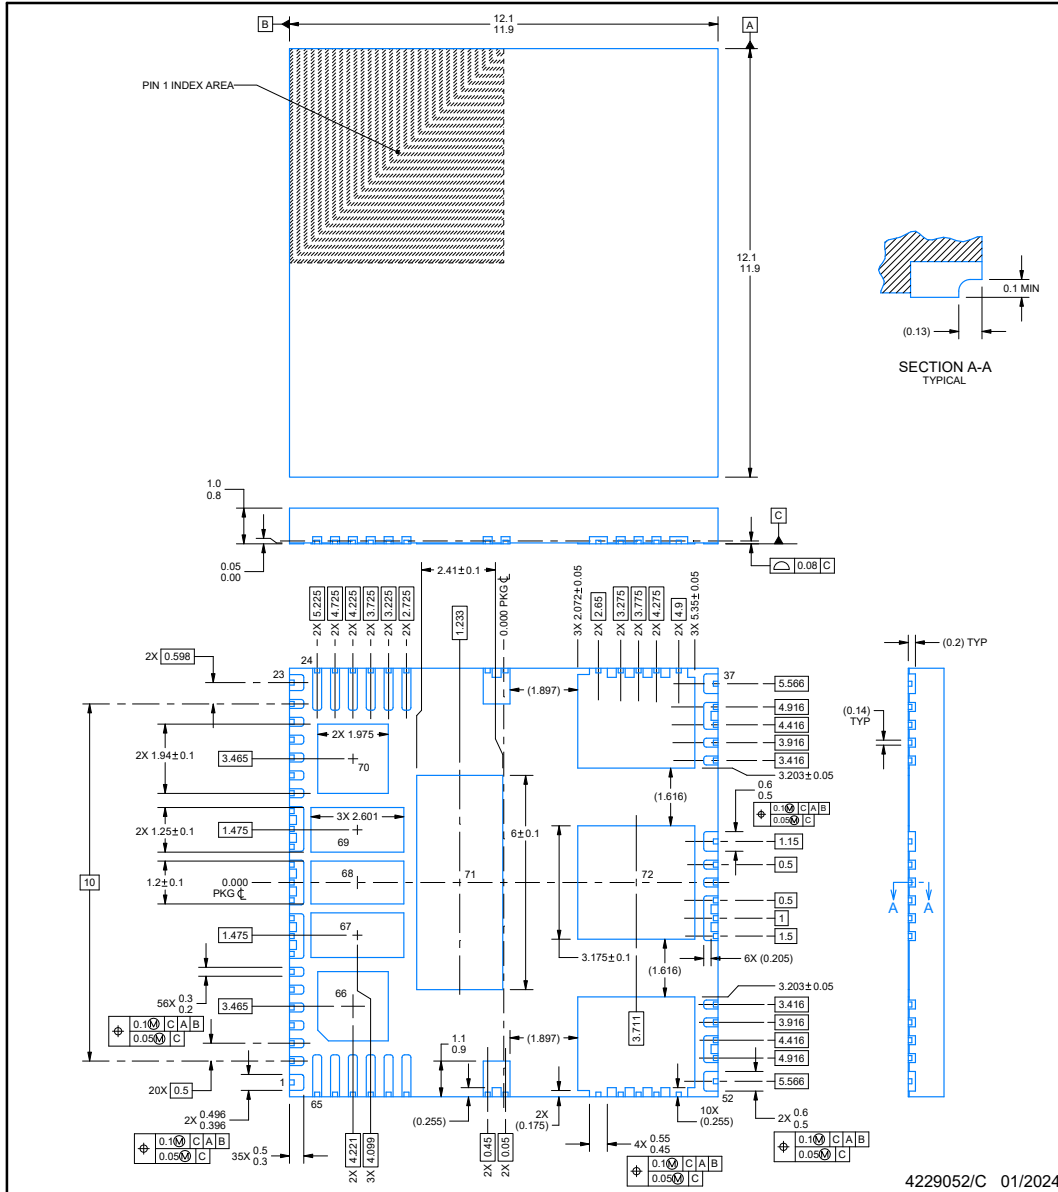 B
12.1
11.9
A
PIN 1 INDEX AREA
12.1
11.9
0.1 MIN
(0.13)
SECTION A-A
TYPICAL
1.0
0.8
C
0.05
0.00
0.08 C
2X 5.225
2X 4.725
2X 4.225
2X 3.725
2X 3.225
2X 2.725
2.41±0.1
1.233
0.000 PKG ℄
3X 2.072±0.05
2X 2.65
2X 3.275
2X 3.775
2X 4.275
2X 4.9
3X 5.35±0.05
2X 0.598
24
23
37
(0.2) TYP
5.566
(1.897)
4.916
4.416
3.916
3.416
(0.14)
TYP
2X 1.975
2X 1.94±0.1
3.465
70
3.203±0.05
(1.616)
0.6
0.5
0.1Ⓜ C A B
0.05Ⓜ C
3X 2.601
2X 1.25±0.1
1.475
69
6±0.1
1.15
0.5
10
1.2±0.1
0.000
PKG ℄
68
71
72
A
A
0.5
1
1.5
1.475
67
3.175±0.1
(1.616)
6X (0.205)
56X 0.3
0.2
3.465
66
3.203±0.05
3.416
3.916
4.416
4.916
5.566
0.1Ⓜ C A B
0.05Ⓜ C
3.711
(1.897)
1.1
0.9
20X 0.5
1
65
52
2X 0.496
0.396
(0.255)
2X
(0.175)
10X
(0.255)
2X 0.6
0.5
0.1Ⓜ C A B
0.05Ⓜ C
35X 0.5
0.3
2X 4.221
3X 4.099
2X 0.45
2X 0.05
4X 0.55
0.45
0.1Ⓜ C A B
0.05Ⓜ C
0.1Ⓜ C A B
0.05Ⓜ C
4229052/C 01/2024